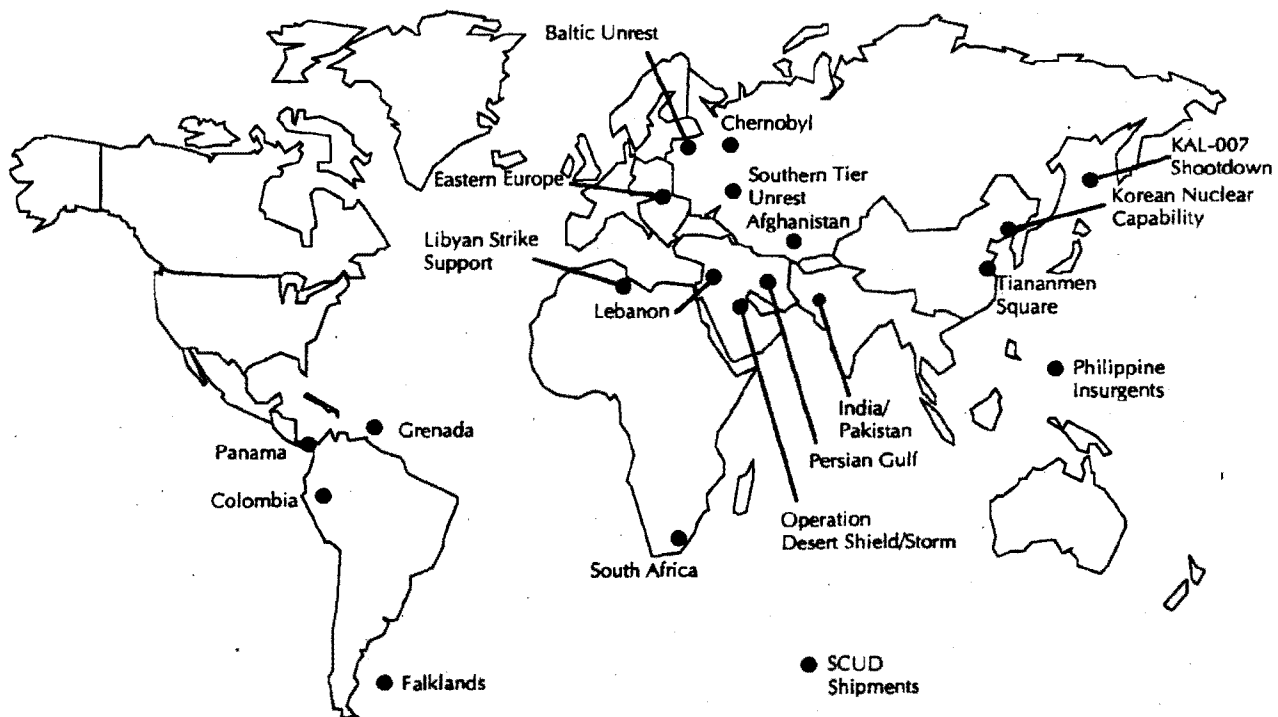 Baltic Unrest
Chernobyl
KAL-007
Shootdown
Eastern Europe
Southern Tier
Unrest
Korean Nuclear
Capability
Afghanistan
Libyan Strike
Support
Lebanon
Tiananmen
Square
Philippine
Insurgents
India/
Pakistan
Grenada
Panama
Persian Gulf
Colombia
Operation
Desert Shield/Storm
South Africa
SCUD
Shipments
Falklands